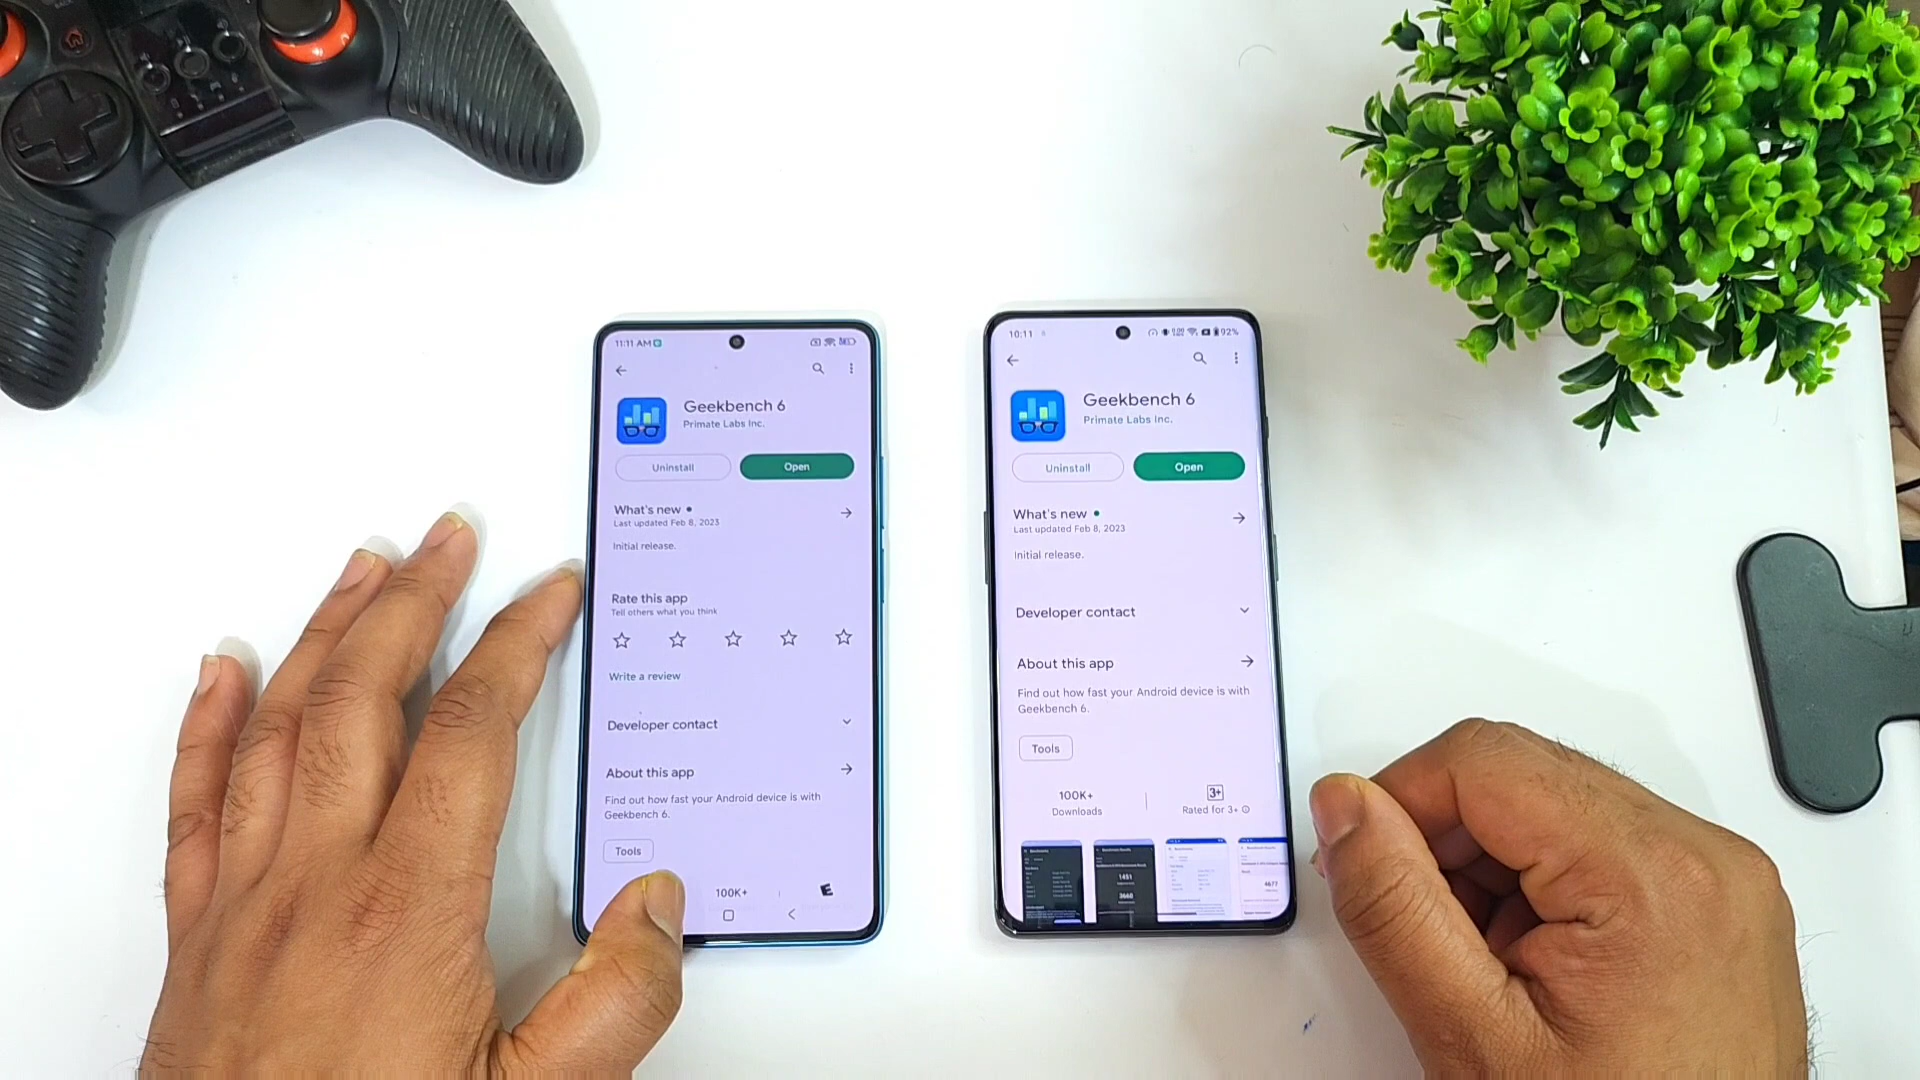 11:11 AM
Geekbench 6
Primate Labs Inc.
Uninstall
Open
What's new
Last updated Feb 8, 2023
Initial release.
Rate this app
Tell others what you think
Write a review
Developer contact
About this app
Find out how fast your Android device is with
Geekbench 6.
Tools
100K+
E
10:11
92%
Geekbench 6
Primate Labs Inc.
Uninstall
Open
What's new
Last updated Feb 8, 2023
Initial release.
Developer contact
About this app
Find out how fast your Android device is with
Geekbench 6.
Tools
100K+
Downloads
3+
Rated for 3+
1451
3660
4677